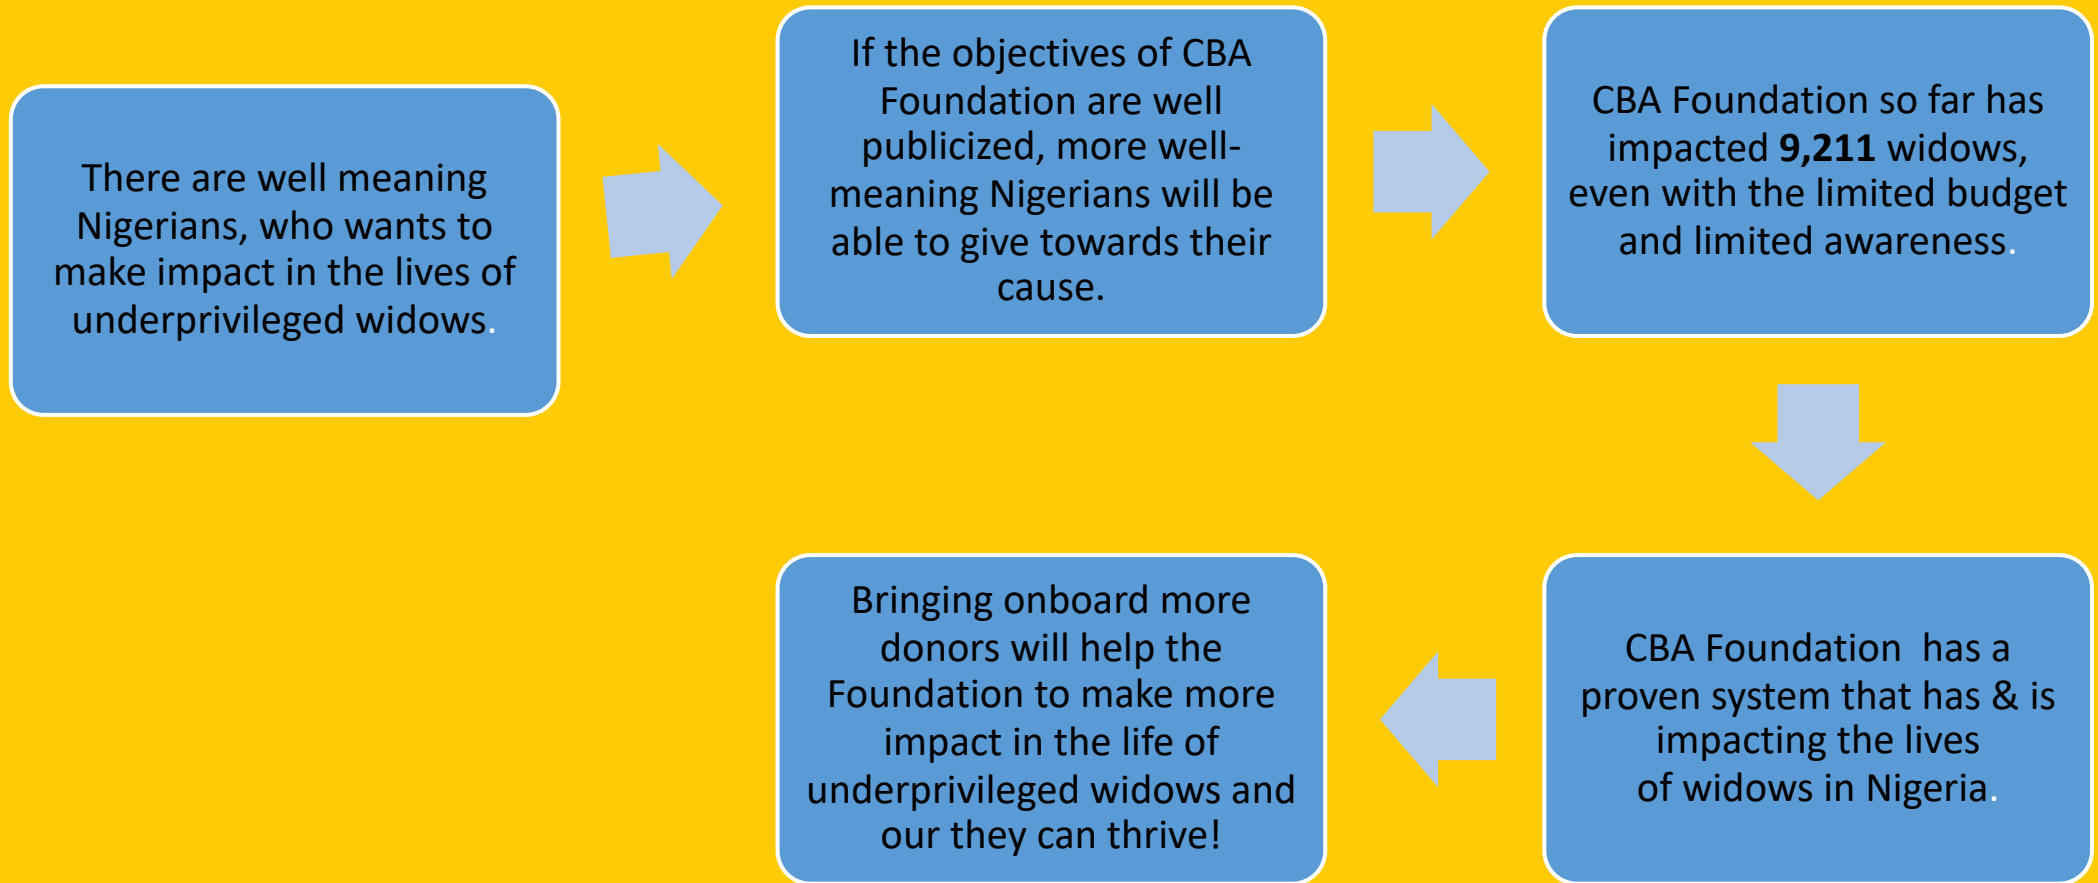 There are well meaning
Nigerians, who wants to
make impact in the lives of
underprivileged widows.
If the objectives of CBA
Foundation are well
publicized, more well-
meaning Nigerians will be
able to give towards their
cause.
CBA Foundation so far has
impacted 9,211 widows,
even with the limited budget
and limited awareness.
CBA Foundation  has a
proven system that has & is
impacting the lives
of widows in Nigeria.
Bringing onboard more
donors will help the
Foundation to make more
impact in the life of
underprivileged widows and
our they can thrive!